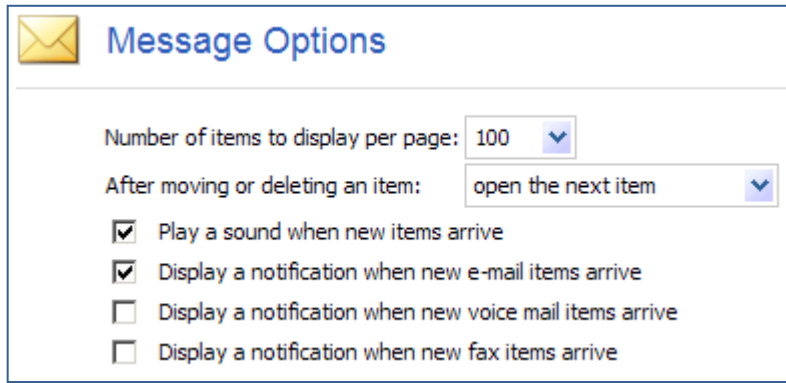 Message Options
Number of items to display per page: 100
After moving or deleting an item: open the next item
Play a sound when new items arrive
Display a notification when new e-mail items arrive
Display a notification when new voice mail items arrive
Display a notification when new fax items arrive